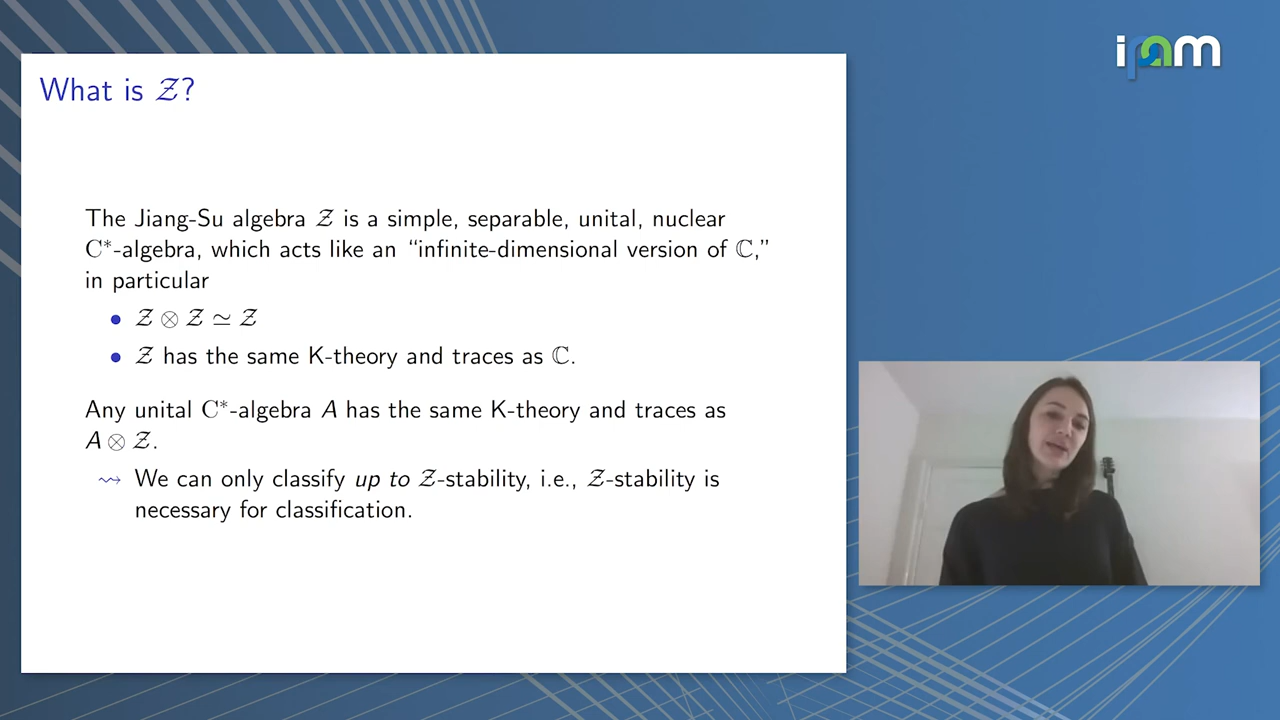 ipam
What is 𝒵?
The Jiang-Su algebra 𝒵 is a simple, separable, unital, nuclear
C*-algebra, which acts like an “infinite-dimensional version of ℂ,”
in particular
• 𝒵 ⊗ 𝒵 ≃ 𝒵
• 𝒵 has the same K-theory and traces as ℂ.
Any unital C*-algebra A has the same K-theory and traces as
A ⊗ 𝒵.
⇝ We can only classify up to 𝒵-stability, i.e., 𝒵-stability is
necessary for classification.